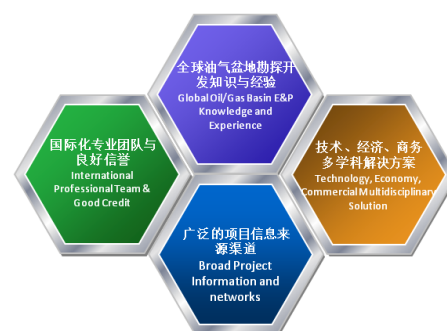 全球油气盆地勘探开
发知识与经验
Global Oil/Gas Basin E&P
Knowledge and
Experience
国际化专业团队与
良好信誉
International
Professional Team &
Good Credit
技术、经济、商务
多学科解决方案
Technology, Economy,
Commercial Multidisciplinary
Solution
广泛的项目信息来
源渠道
Broad Project
Information and
networks